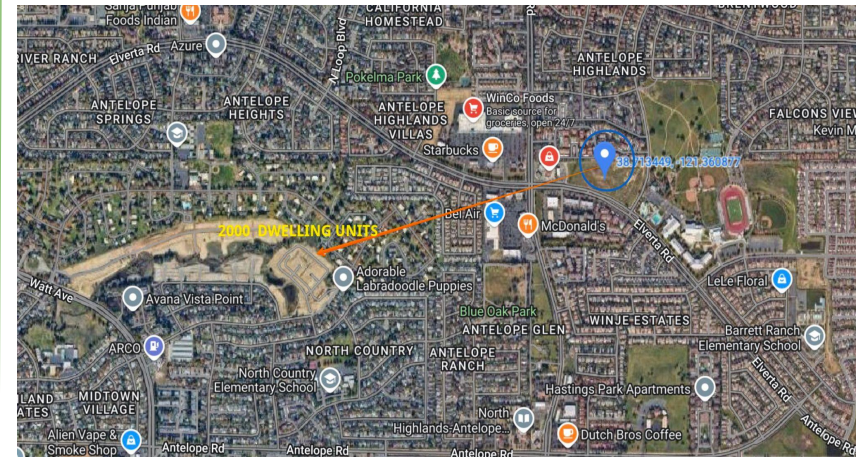 Sanja Punjab
Foods Indian
CALIFORNIA
HOMESTEAD
RIVER RANCH
Elverta Rd
Azure
N Loop Blvd
Pokelma Park
ANTELOPE
HIGHLANDS
ANTELOPE
SPRINGS
ANTELOPE
HEIGHTS
ANTELOPE
HIGHLANDS
VILLAS
WinCo Foods
Basic source for
groceries, open 24/7
FALCONS VIEW
Kevin M
Starbucks
38.713449, -121.360877
2000 DWELLING UNITS
Bel Air
McDonald's
Elverta Rd
Watt Ave
Avana Vista Point
Adorable
Labradoodle Puppies
LeLe Floral
Blue Oak Park
ANTELOPE GLEN
WINJE ESTATES
Barrett Ranch
Elementary School
ARCO
NORTH COUNTRY
ANTELOPE
RANCH
North Country
Elementary School
Elverta Rd
Hastings Park Apartments
MIDTOWN
VILLAGE
North
Highlands-Antelope...
Dutch Bros Coffee
Alien Vape &
Smoke Shop
Antelope Rd
Antelope Rd
Antelope Rd
Antelope Rd